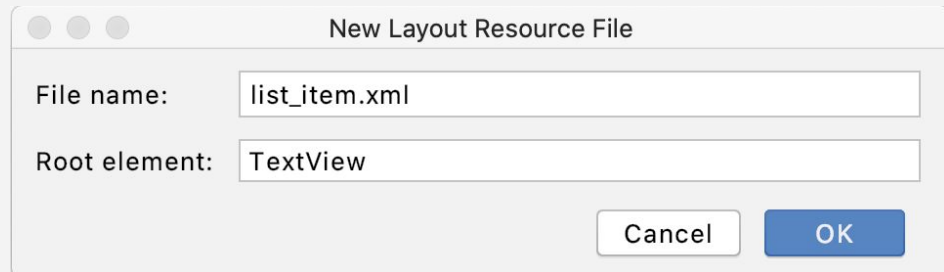 New Layout Resource File
File name: list_item.xml
Root element: TextView
Cancel OK